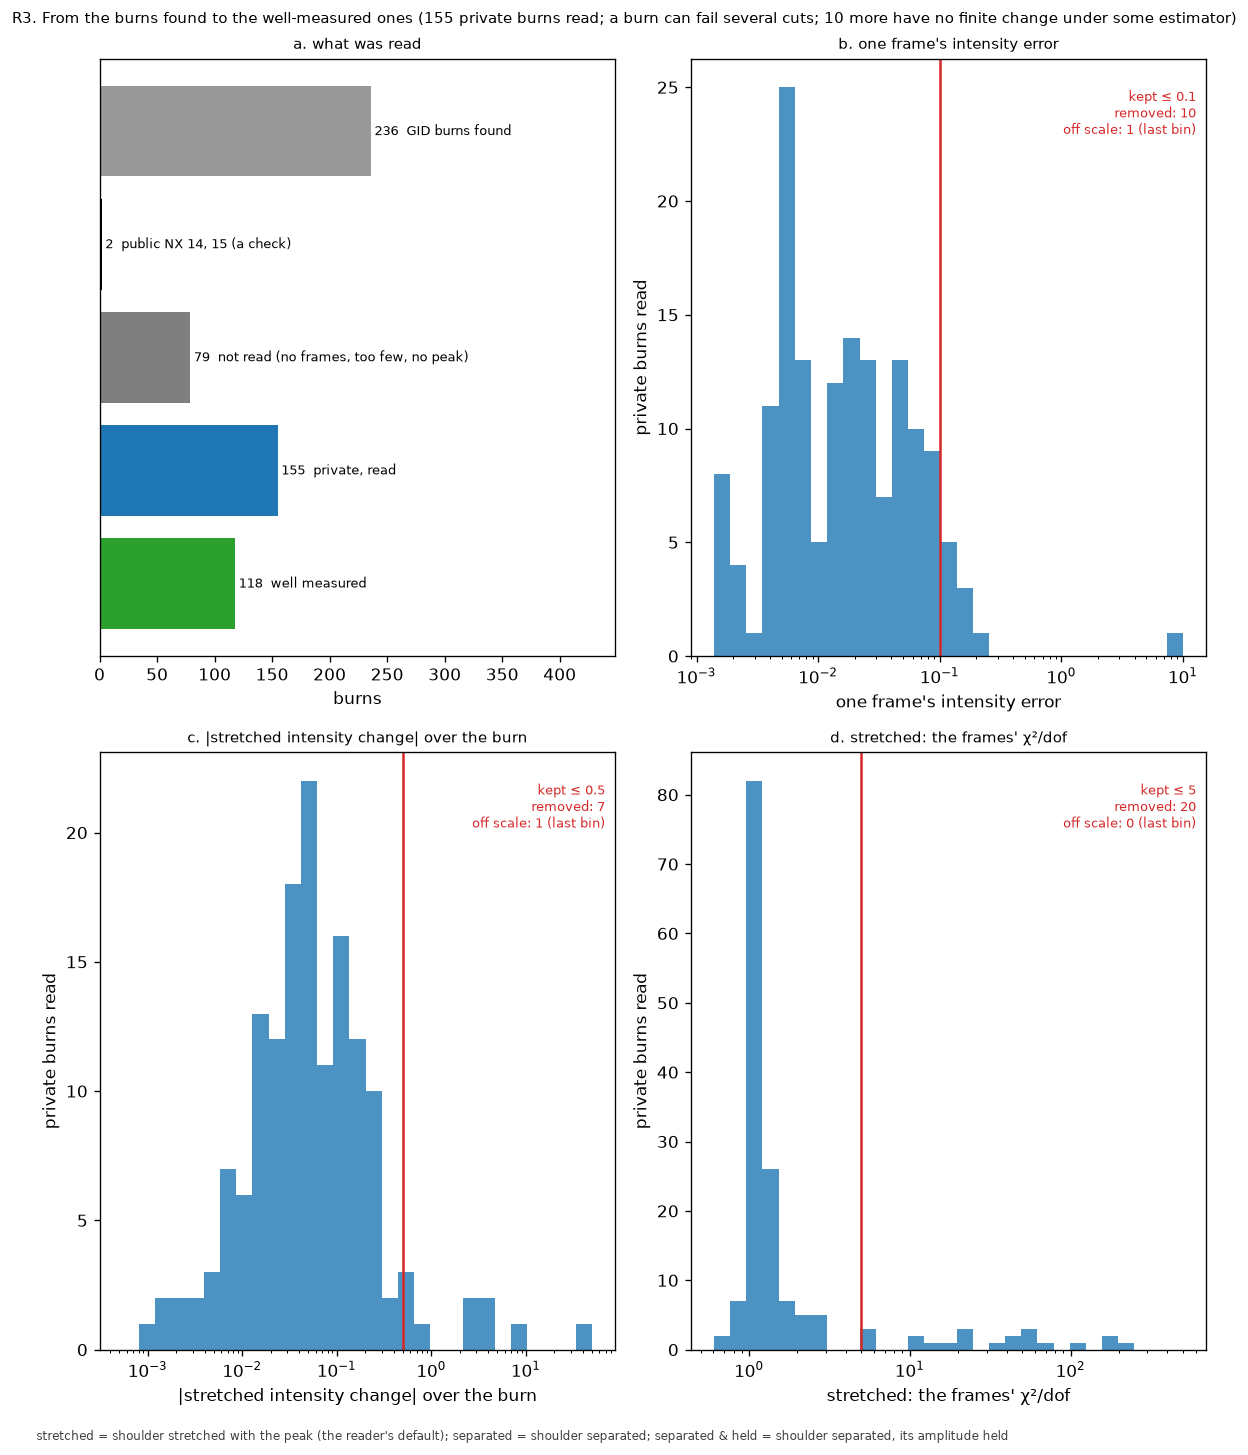 R3. From the burns found to the well-measured ones (155 private burns read; a burn can fail several cuts; 10 more have no finite change under some estimator)
a. what was read
236 GID burns found
2 public NX 14, 15 (a check)
79 not read (no frames, too few, no peak)
155 private, read
118 well measured
0 50 100 150 200 250 300 350 400
burns
b. one frame's intensity error
kept ≤ 0.1
removed: 10
off scale: 1 (last bin)
private burns read
25
20
15
10
5
0
10⁻³ 10⁻² 10⁻¹ 10⁰ 10¹
one frame's intensity error
c. |stretched intensity change| over the burn
kept ≤ 0.5
removed: 7
off scale: 1 (last bin)
private burns read
20
15
10
5
0
10⁻³ 10⁻² 10⁻¹ 10⁰ 10¹
|stretched intensity change| over the burn
d. stretched: the frames' χ²/dof
kept ≤ 5
removed: 20
off scale: 0 (last bin)
private burns read
80
70
60
50
40
30
20
10
0
10⁰ 10¹ 10²
stretched: the frames' χ²/dof
stretched = shoulder stretched with the peak (the reader's default); separated = shoulder separated; separated & held = shoulder separated, its amplitude held